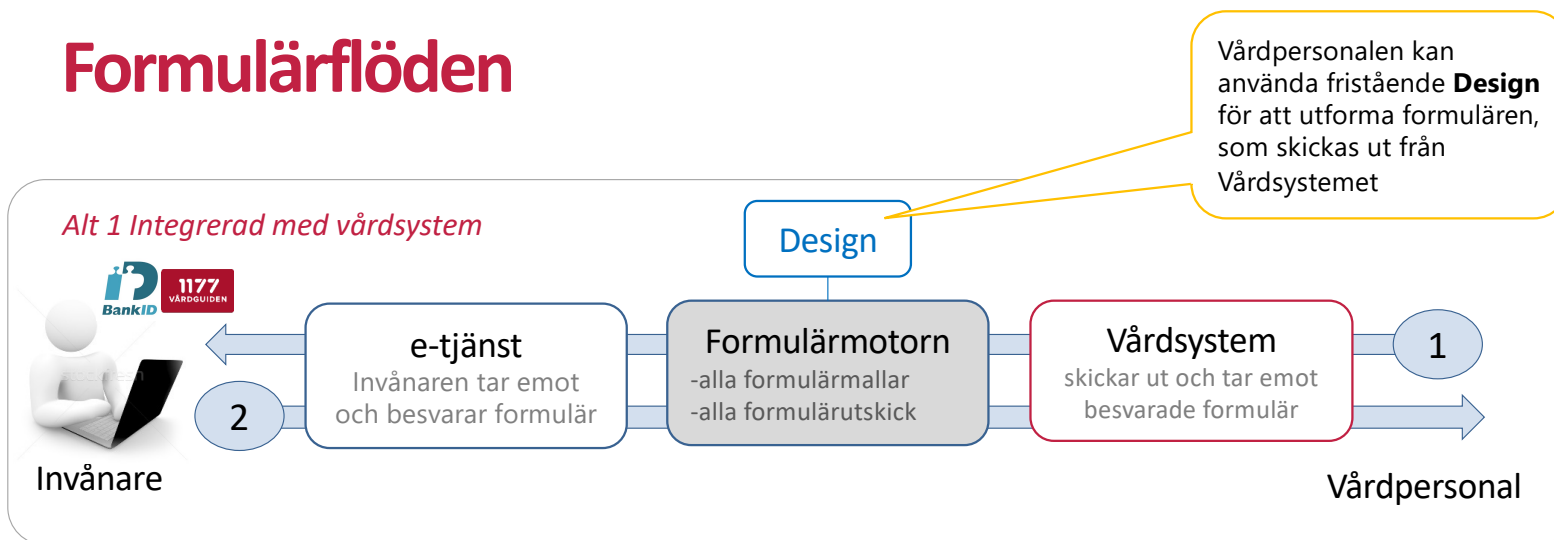 Formulärflöden
Vårdpersonalen kan
använda fristående Design
för att utforma formulären,
som skickas ut från
Vårdsystemet
Alt 1 Integrerad med vårdsystem
Design
BankID
1177
VÅRDGUIDEN
e-tjänst
Invånaren tar emot
och besvarar formulär
Formulärmotorn
-alla formulärmallar
-alla formulärutskick
Vårdsystem
skickar ut och tar emot
besvarade formulär
1
2
Invånare
Vårdpersonal